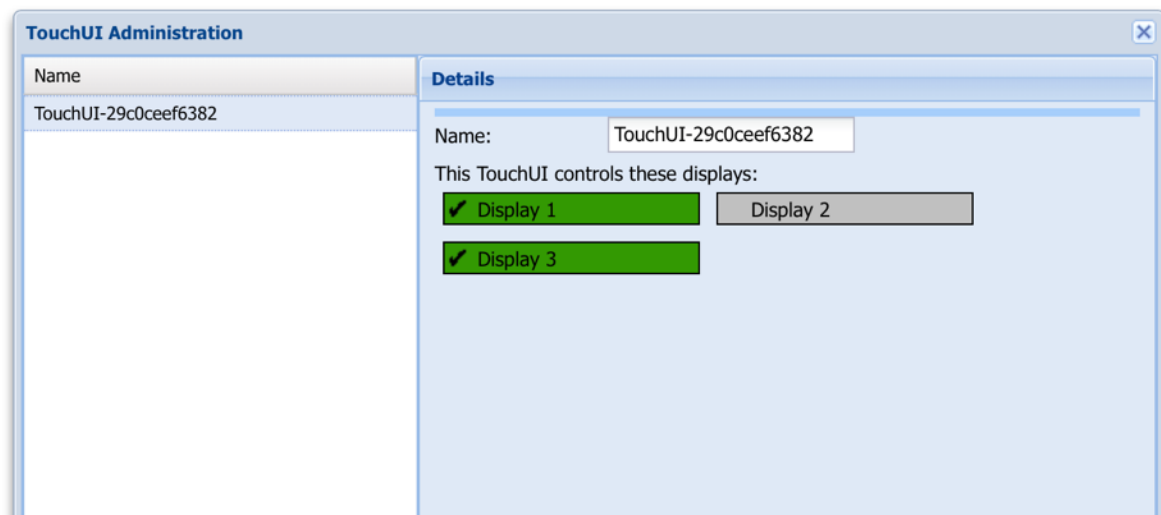 TouchUI Administration
Name
TouchUI-29c0ceef6382
Details
Name: TouchUI-29c0ceef6382
This TouchUI controls these displays:
✔ Display 1 Display 2
✔ Display 3